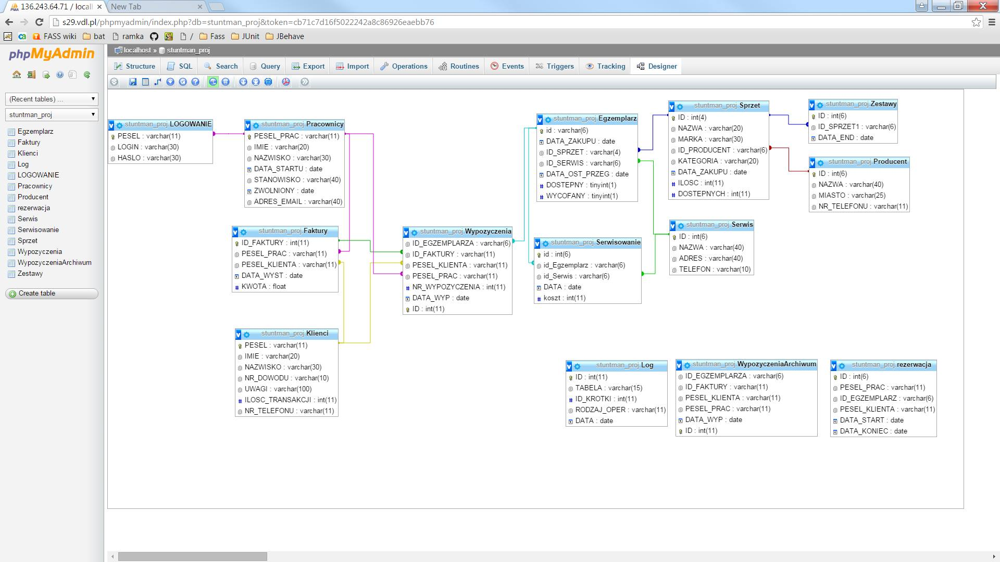 136.243.64.71 / local
New Tab
s29.vdl.pl/phpmyadmin/index.php?db=stuntman_proj&token=cb71c7d16f5022242a8c86926eaebb76
FASS wiki bat ramka / Fass JUnit JBehave
phpMyAdmin
(Recent tables) ...
stuntman_proj
Egzemplarz
Faktury
Klienci
Log
LOGOWANIE
Pracownicy
Producent
rezerwacja
Serwis
Serwisowanie
Sprzet
Wypozyczenia
WypozyczeniaArchiwum
Zestawy
Create table
localhost » stuntman_proj
Structure SQL Search Query Export Import Operations Routines Events Triggers Tracking Designer
stuntman_proj.LOGOWANIE
PESEL : varchar(11)
LOGIN : varchar(30)
HASLO : varchar(30)
stuntman_proj.Pracownicy
PESEL_PRAC : varchar(11)
IMIE : varchar(20)
NAZWISKO : varchar(30)
DATA_STARTU : date
STANOWISKO : varchar(40)
ZWOLNIONY : date
ADRES_EMAIL : varchar(40)
stuntman_proj.Faktury
ID_FAKTURY : int(11)
PESEL_PRAC : varchar(11)
PESEL_KLIENTA : varchar(11)
DATA_WYST : date
KWOTA : float
stuntman_proj.Klienci
PESEL : varchar(11)
IMIE : varchar(20)
NAZWISKO : varchar(30)
NR_DOWODU : varchar(10)
UWAGI : varchar(100)
ILOSC_TRANSAKCJI : int(11)
NR_TELEFONU : varchar(11)
stuntman_proj.Wypozyczenia
ID_EGZEMPLARZA : varchar(6)
ID_FAKTURY : varchar(11)
PESEL_KLIENTA : varchar(11)
PESEL_PRAC : varchar(11)
NR_WYPOZYCZENIA : int(11)
DATA_WYP : date
ID : int(11)
stuntman_proj.Egzemplarz
id : varchar(6)
DATA_ZAKUPU : date
ID_SPRZET : varchar(4)
ID_SERWIS : varchar(6)
DATA_OST_PRZEG : date
DOSTEPNY : tinyint(1)
WYCOFANY : tinyint(1)
stuntman_proj.Serwisowanie
id : int(6)
id_Egzemplarz : varchar(6)
id_Serwis : varchar(6)
DATA : date
koszt : int(11)
stuntman_proj.Sprzet
ID : int(4)
NAZWA : varchar(20)
MARKA : varchar(30)
ID_PRODUCENT : varchar(6)
KATEGORIA : varchar(20)
DATA_ZAKUPU : date
ILOSC : int(11)
DOSTEPNYCH : int(11)
stuntman_proj.Serwis
ID : int(6)
NAZWA : varchar(40)
ADRES : varchar(40)
TELEFON : varchar(10)
stuntman_proj.Zestawy
ID : int(6)
ID_SPRZET1 : varchar(6)
DATA_END : date
stuntman_proj.Producent
ID : int(6)
NAZWA : varchar(40)
MIASTO : varchar(25)
NR_TELEFONU : varchar(11)
stuntman_proj.Log
ID : int(11)
TABELA : varchar(15)
ID_KROTKI : int(11)
RODZAJ_OPER : varchar(11)
DATA : date
stuntman_proj.WypozyczeniaArchiwum
ID_EGZEMPLARZA : varchar(6)
ID_FAKTURY : varchar(11)
PESEL_KLIENTA : varchar(11)
PESEL_PRAC : varchar(11)
DATA_WYP : date
ID : int(11)
stuntman_proj.rezerwacja
ID : int(6)
PESEL_PRAC : varchar(11)
ID_EGZEMPLARZ : varchar(6)
PESEL_KLIENTA : varchar(11)
DATA_START : date
DATA_KONIEC : date